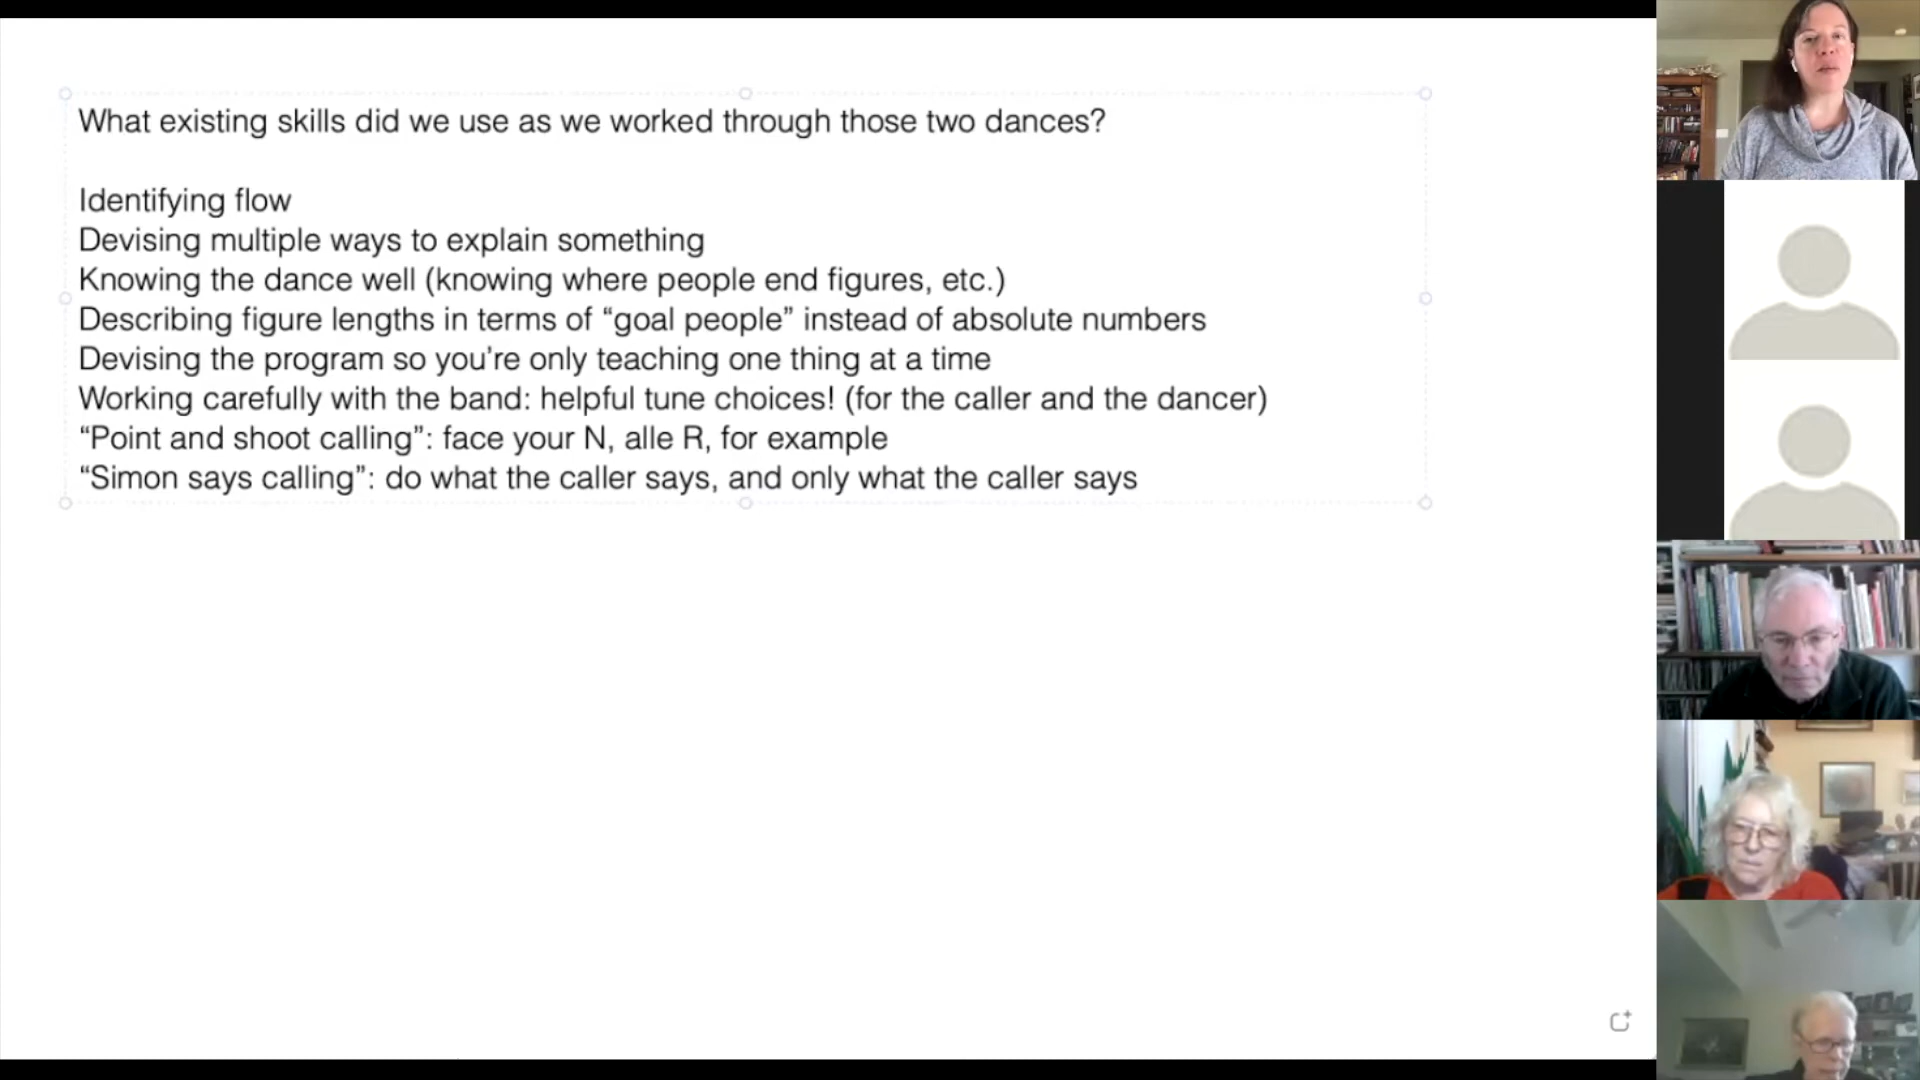 What existing skills did we use as we worked through those two dances?
Identifying flow
Devising multiple ways to explain something
Knowing the dance well (knowing where people end figures, etc.)
Describing figure lengths in terms of “goal people” instead of absolute numbers
Devising the program so you’re only teaching one thing at a time
Working carefully with the band: helpful tune choices! (for the caller and the dancer)
“Point and shoot calling”: face your N, alle R, for example
“Simon says calling”: do what the caller says, and only what the caller says